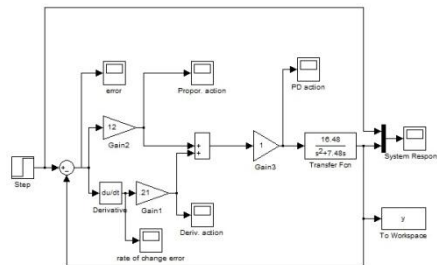 error
Propor. action
PD action
12
Gain2
+
+
1
Gain3
16.48
s²+7.48s
Transfer Fcn
System Respon
Step
+
−
du/dt
Derivative
21
Gain1
Deriv. action
y
To Workspace
rate of change error